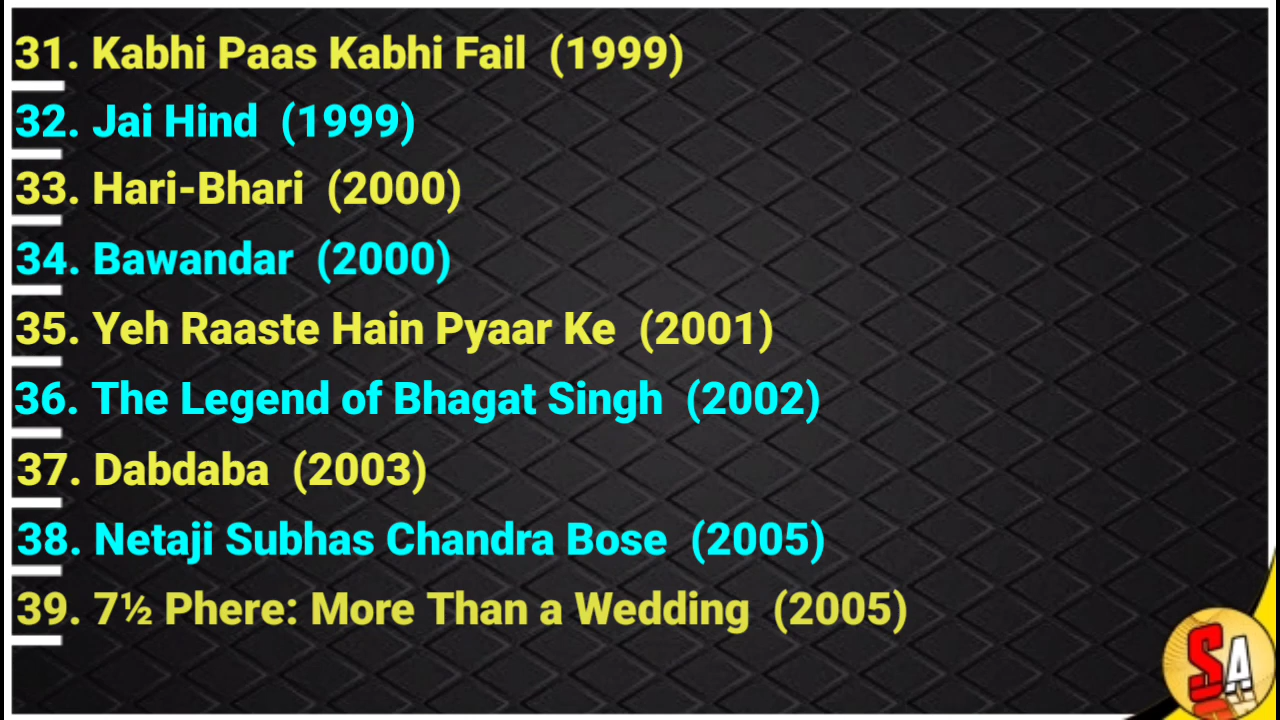 31. Kabhi Paas Kabhi Fail (1999)
32. Jai Hind (1999)
33. Hari-Bhari (2000)
34. Bawandar (2000)
35. Yeh Raaste Hain Pyaar Ke (2001)
36. The Legend of Bhagat Singh (2002)
37. Dabdaba (2003)
38. Netaji Subhas Chandra Bose (2005)
39. 7½ Phere: More Than a Wedding (2005)
SA